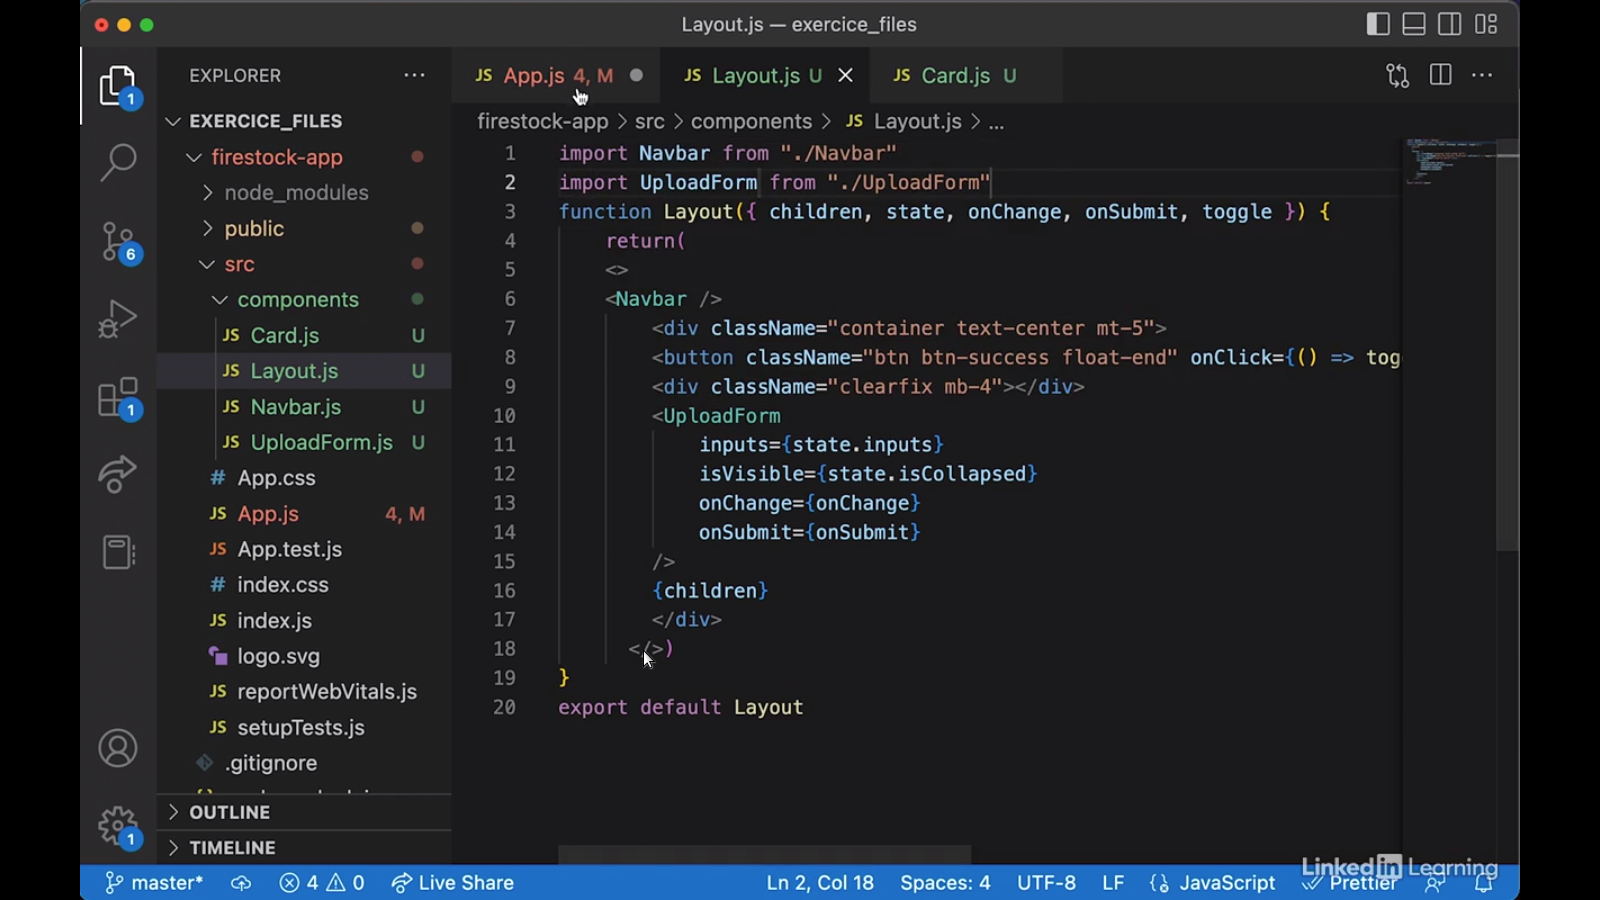 Layout.js — exercice_files
EXPLORER
EXERCICE_FILES
firestock-app
node_modules
public
src
components
JS Card.js U
JS Layout.js U
JS Navbar.js U
JS UploadForm.js U
# App.css
JS App.js 4, M
JS App.test.js
# index.css
JS index.js
logo.svg
JS reportWebVitals.js
JS setupTests.js
.gitignore
OUTLINE
TIMELINE
1
6
1
1
JS App.js 4, M
JS Layout.js U
JS Card.js U
firestock-app > src > components > JS Layout.js > ...
1 import Navbar from "./Navbar"
2 import UploadForm from "./UploadForm"
3 function Layout({ children, state, onChange, onSubmit, toggle }) {
4 return(
5 <>
6 <Navbar />
7 <div className="container text-center mt-5">
8 <button className="btn btn-success float-end" onClick={() => tog
9 <div className="clearfix mb-4"></div>
10 <UploadForm
11 inputs={state.inputs}
12 isVisible={state.isCollapsed}
13 onChange={onChange}
14 onSubmit={onSubmit}
15 />
16 {children}
17 </div>
18 </>)
19 }
20 export default Layout
LinkedIn Learning
master* 4 0 Live Share Ln 2, Col 18 Spaces: 4 UTF-8 LF {} JavaScript Prettier